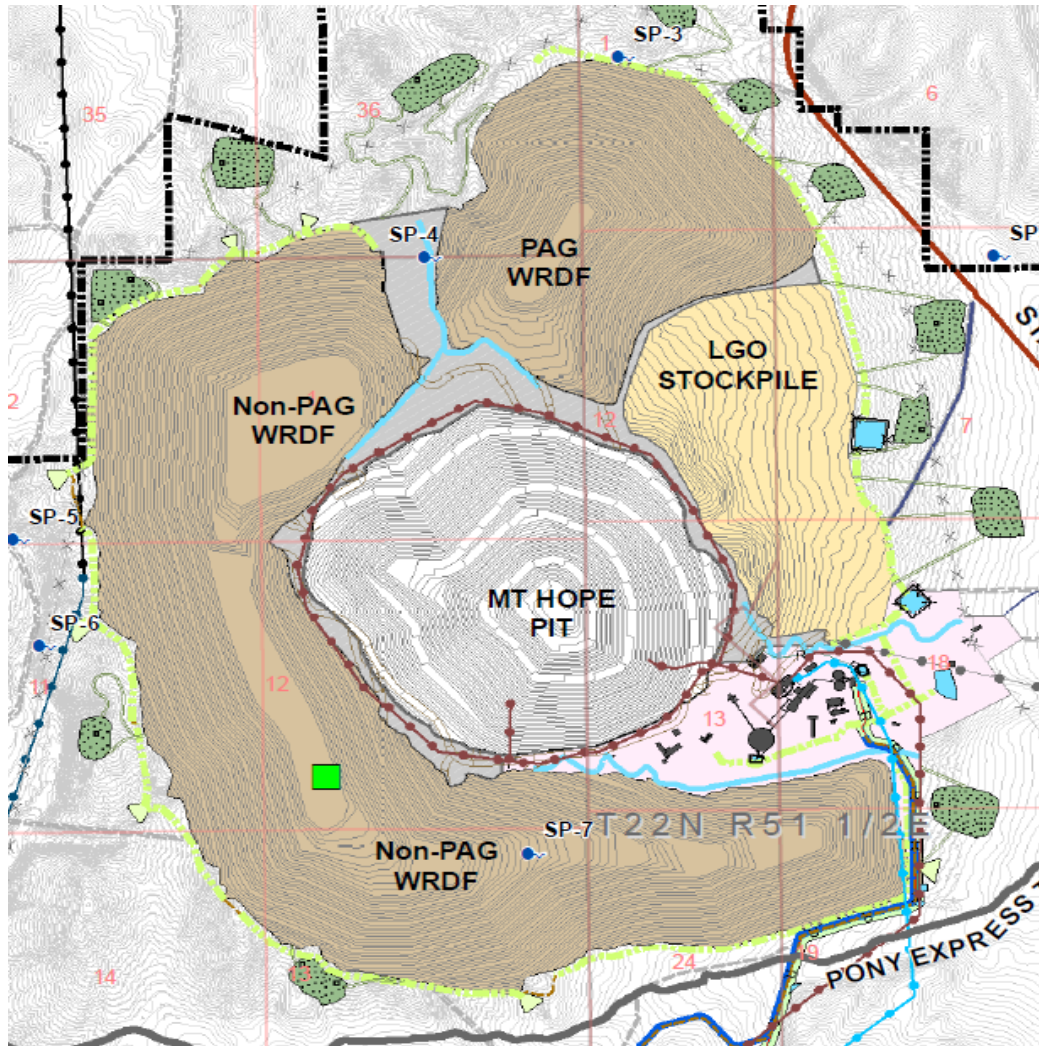 1
SP-3
35
36
6
SP-4
SP
PAG
WRDF
LGO
STOCKPILE
Non-PAG
WRDF
1
2
12
7
SP-5
MT HOPE
PIT
SP-6
11
12
13
18
T22N R51 1/2E
SP-7
Non-PAG
WRDF
14
13
24
19
PONY EXPRESS T